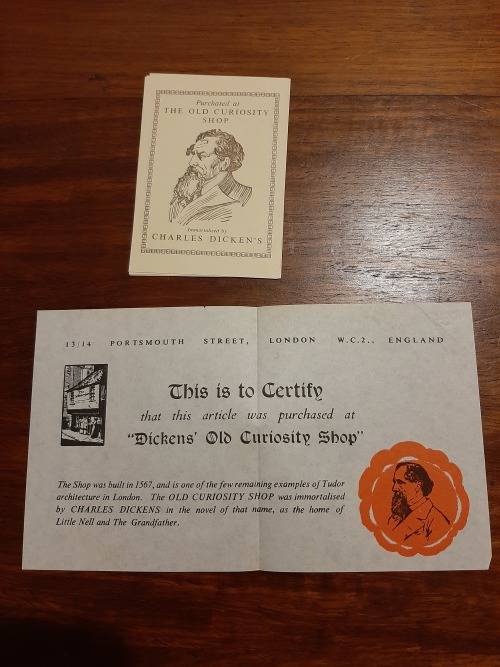 Purchased at
THE OLD CURIOSITY
SHOP
Immortalised by
CHARLES DICKEN'S
13/14 PORTSMOUTH STREET, LONDON W.C.2., ENGLAND
This is to Certify
that this article was purchased at
"Dickens' Old Curiosity Shop"
The Shop was built in 1567, and is one of the few remaining examples of Tudor
architecture in London. The OLD CURIOSITY SHOP was immortalised
by CHARLES DICKENS in the novel of that name, as the home of
Little Nell and The Grandfather.